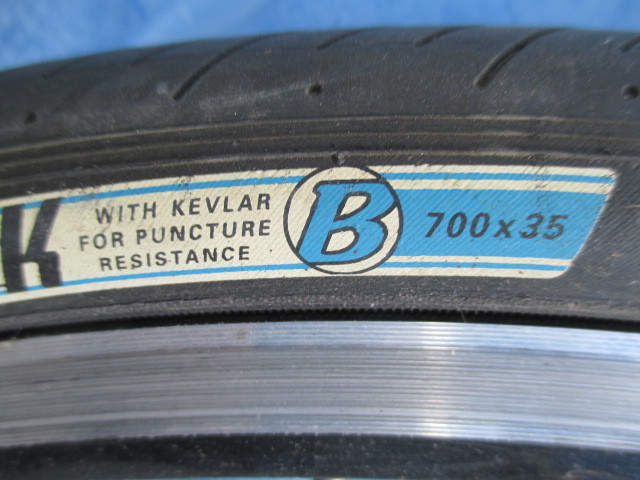 K
WITH KEVLAR
FOR PUNCTURE
RESISTANCE
B
700x35